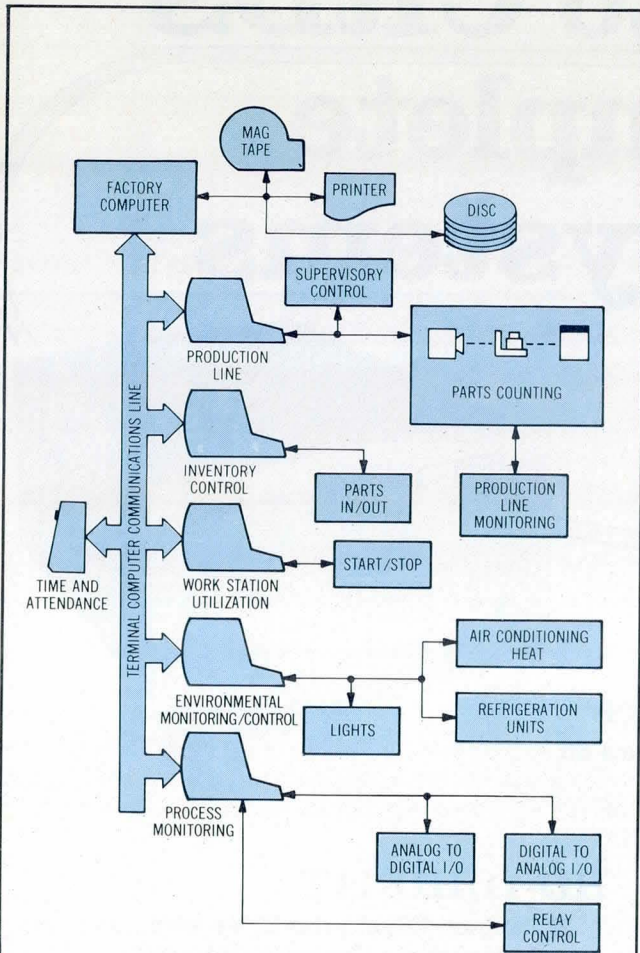 MAG
TAPE
FACTORY
COMPUTER
PRINTER
DISC
SUPERVISORY
CONTROL
PRODUCTION
LINE
PARTS COUNTING
INVENTORY
CONTROL
PARTS
IN/OUT
PRODUCTION
LINE
MONITORING
TERMINAL COMPUTER COMMUNICATIONS LINE
TIME AND
ATTENDANCE
WORK STATION
UTILIZATION
START/STOP
ENVIRONMENTAL
MONITORING/CONTROL
LIGHTS
AIR CONDITIONING
HEAT
REFRIGERATION
UNITS
PROCESS
MONITORING
ANALOG TO
DIGITAL I/O
DIGITAL TO
ANALOG I/O
RELAY
CONTROL